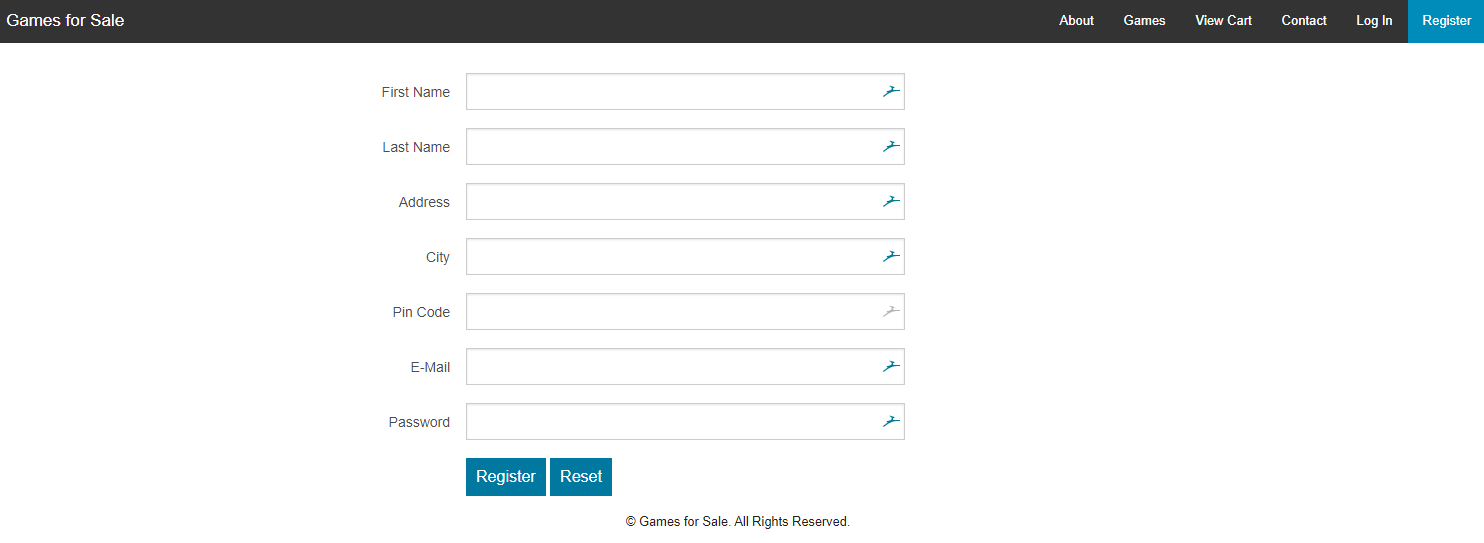 Games for Sale About Games View Cart Contact Log In Register
First Name
Last Name
Address
City
Pin Code
E-Mail
Password
Register Reset
© Games for Sale. All Rights Reserved.